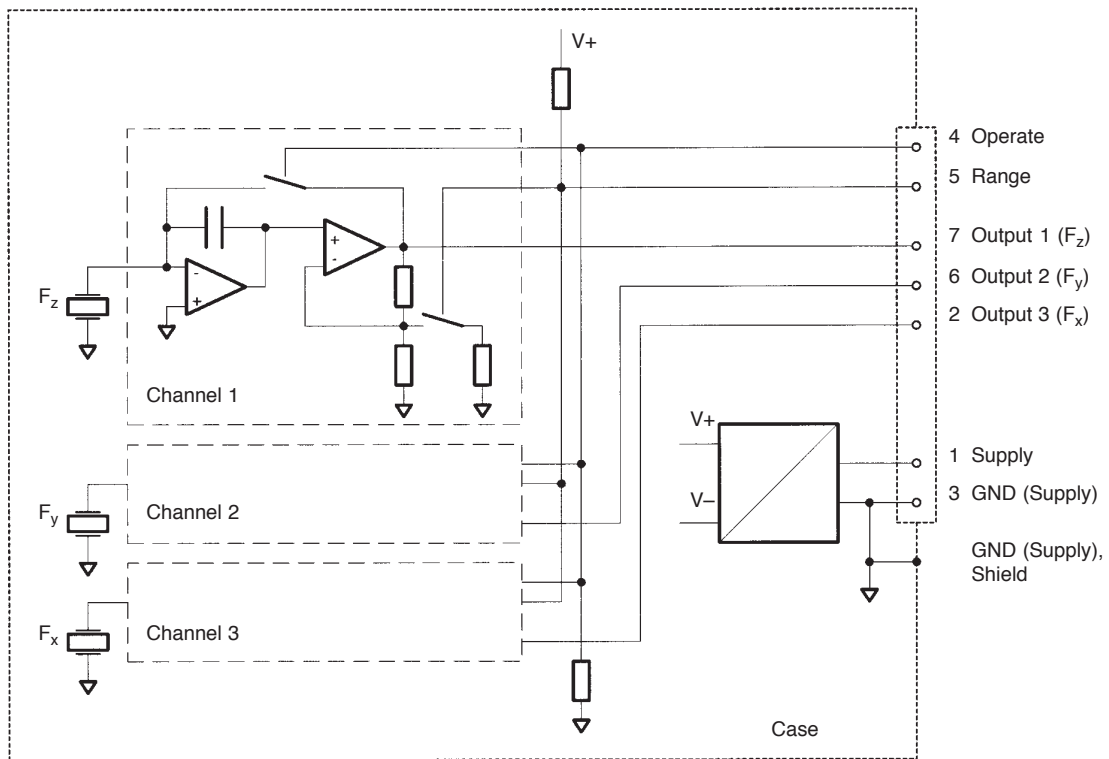 V+
4 Operate
5 Range
7 Output 1 (Fz)
6 Output 2 (Fy)
2 Output 3 (Fx)
+
-
-
+
Fz
Channel 1
V+
V–
1 Supply
3 GND (Supply)
GND (Supply),
Shield
Fy
Channel 2
Fx
Channel 3
Case